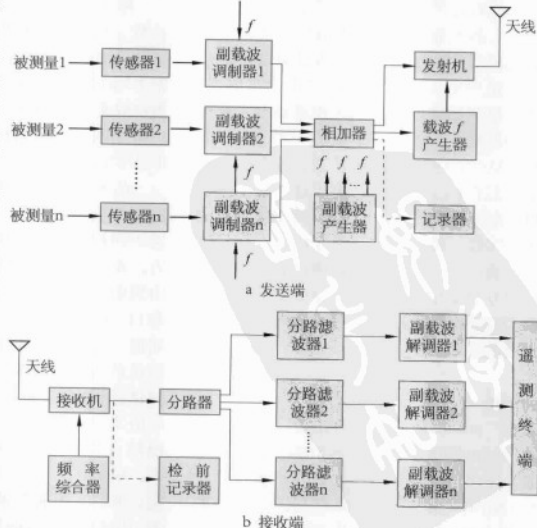 f
天线
被测量1
传感器1
副载波
调制器1
发射机
被测量2
传感器2
副载波
调制器2
相加器
载波f
产生器
f
f f f
被测量n
传感器n
副载波
调制器n
副载波
产生器
记录器
f
a 发送端
天线
接收机
分路器
分路滤
波器1
副载波
解调器1
分路滤
波器2
副载波
解调器2
遥测终端
频率
综合器
检前
记录器
分路滤
波器n
副载波
解调器n
b 接收端